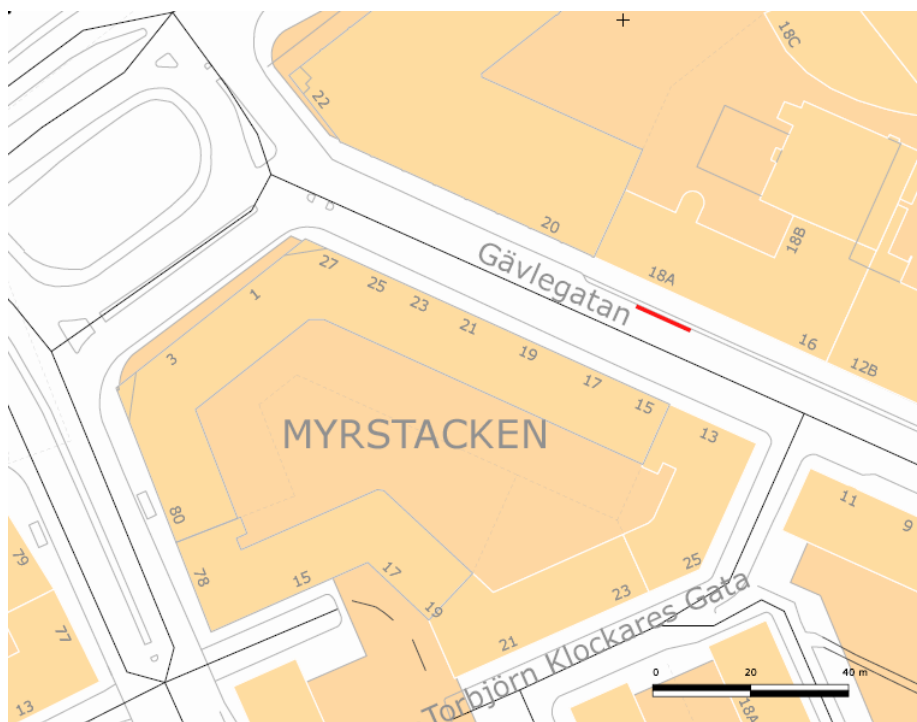 18C
22
20
18B
Gävlegatan
18A
27
1
25
23
21
3
19
17
16
12B
15
13
MYRSTACKEN
11
9
80
79
78
15
17
25
23
19
77
21
Torbjörn Klockares Gata
0 20 40 m
13
18A